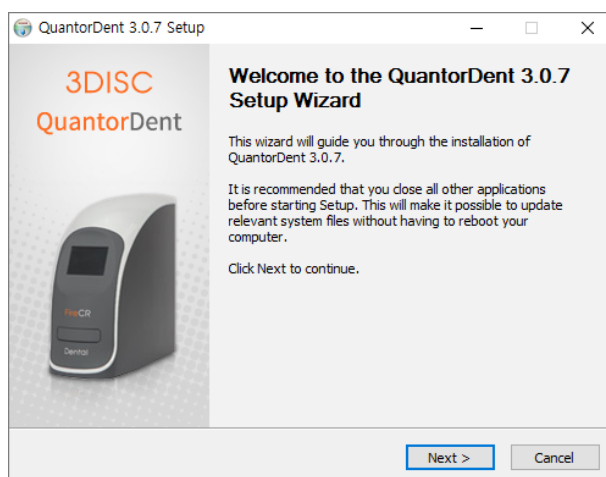 QuantorDent 3.0.7 Setup
3DISC
QuantorDent
FireCR
Dental
Welcome to the QuantorDent 3.0.7
Setup Wizard
This wizard will guide you through the installation of
QuantorDent 3.0.7.
It is recommended that you close all other applications
before starting Setup. This will make it possible to update
relevant system files without having to reboot your
computer.
Click Next to continue.
Next >
Cancel